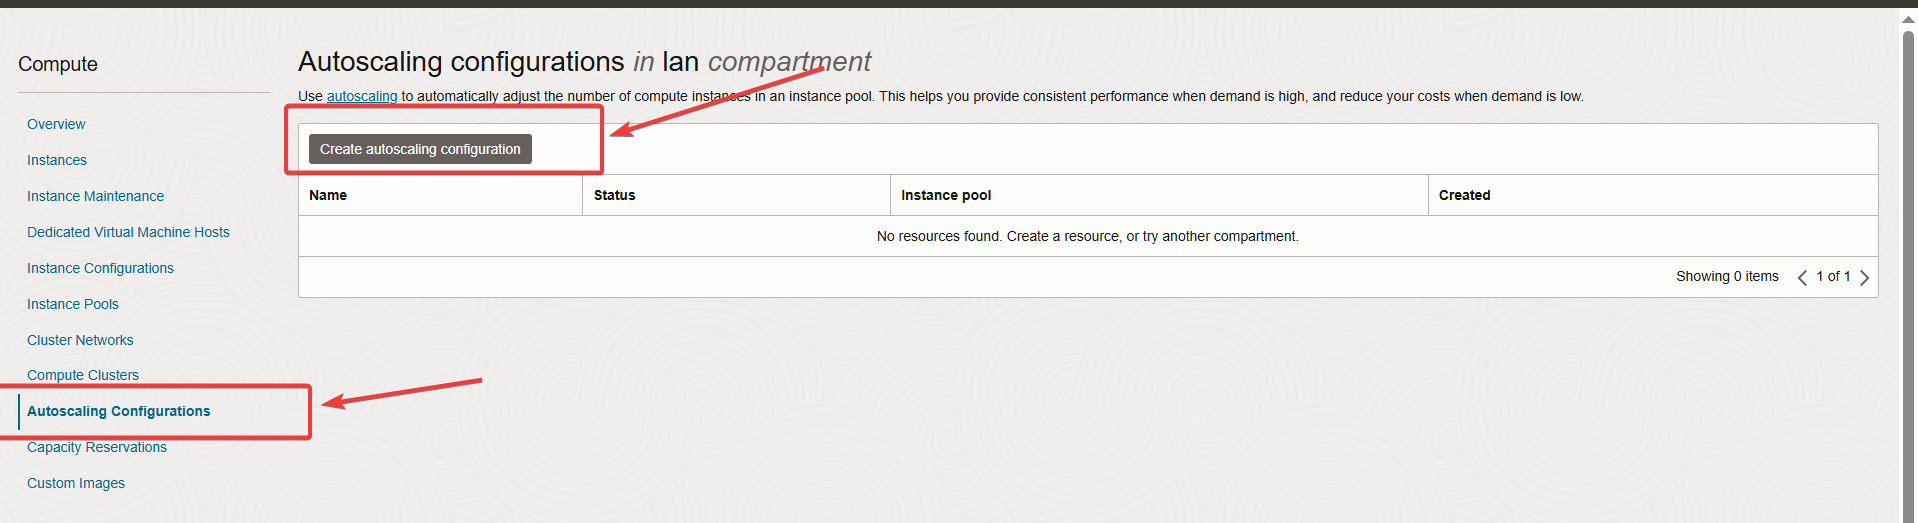 Compute
Overview
Instances
Instance Maintenance
Dedicated Virtual Machine Hosts
Instance Configurations
Instance Pools
Cluster Networks
Compute Clusters
Autoscaling Configurations
Capacity Reservations
Custom Images
Autoscaling configurations in lan compartment
Use autoscaling to automatically adjust the number of compute instances in an instance pool. This helps you provide consistent performance when demand is high, and reduce your costs when demand is low.
Create autoscaling configuration
Name Status Instance pool Created
No resources found. Create a resource, or try another compartment.
Showing 0 items 1 of 1